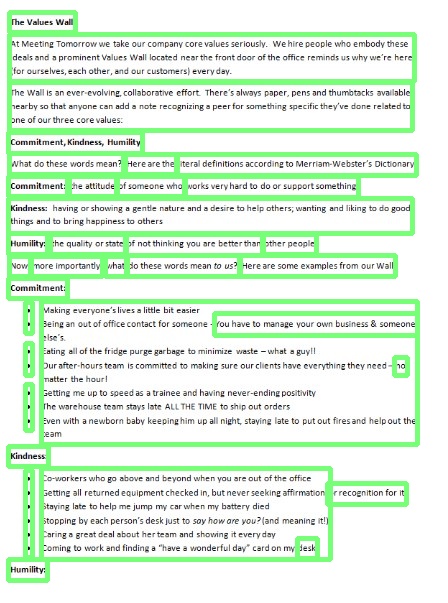 The Values Wall
At Meeting Tomorrow we take our company core values seriously. We hire people who embody these
ideals and a prominent Values Wall located near the front door of the office reminds us why we're here
(for ourselves, each other, and our customers) every day.
The Wall is an ever-evolving, collaborative effort. There's always paper, pens and thumbtacks available
nearby so that anyone can add a note recognizing a peer for something specific they've done related to
one of our three core values:
Commitment, Kindness, Humility
What do these words mean? Here are the literal definitions according to Merriam-Webster's Dictionary
Commitment: the attitude of someone who works very hard to do or support something
Kindness: having or showing a gentle nature and a desire to help others; wanting and liking to do good
things and to bring happiness to others
Humility: the quality or state of not thinking you are better than other people
Now more importantly what do these words mean to us? Here are some examples from our Wall
Commitment:
• Making everyone's lives a little bit easier
• Being an out of office contact for someone - You have to manage your own business & someone
else's.
• Eating all of the fridge purge garbage to minimize waste – what a guy!!
• Our after-hours team is committed to making sure our clients have everything they need – no
matter the hour!
• Getting me up to speed as a trainee and having never-ending positivity
• The warehouse team stays late ALL THE TIME to ship out orders
• Even with a newborn baby keeping him up all night, staying late to put out fires and help out the
team
Kindness:
• Co-workers who go above and beyond when you are out of the office
• Getting all returned equipment checked in, but never seeking affirmation or recognition for it
• Staying late to help me jump my car when my battery died
• Stopping by each person's desk just to say how are you? (and meaning it!)
• Caring a great deal about her team and showing it every day
• Coming to work and finding a "have a wonderful day" card on my desk
Humility: